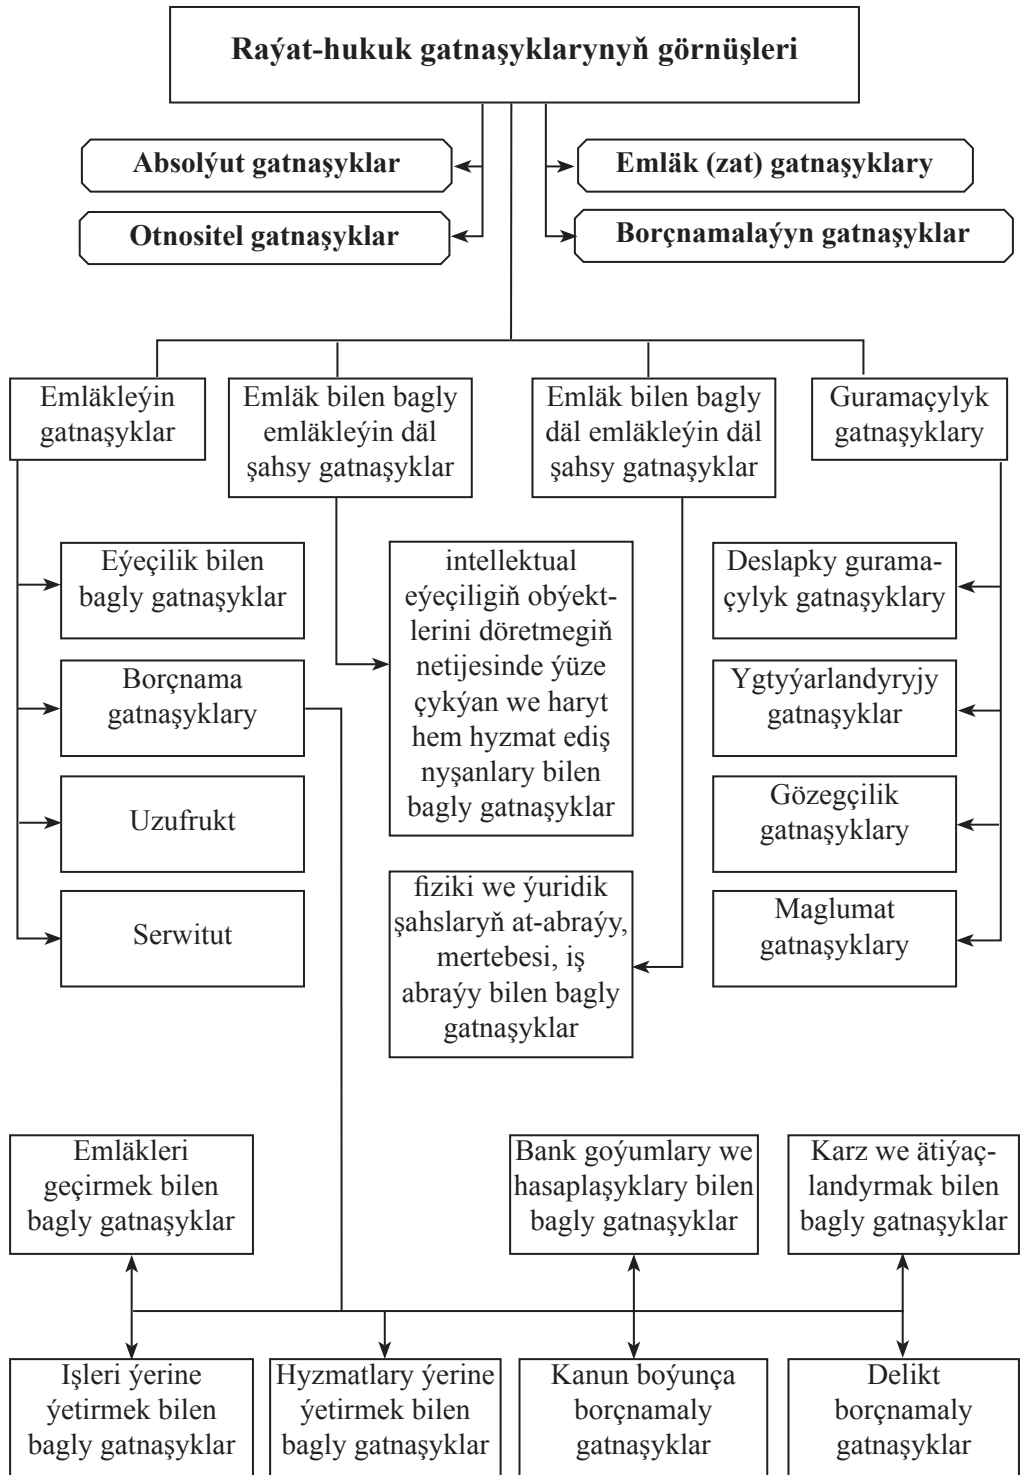 Raýat-hukuk gatnaşyklarynyň görnüşleri
Absolýut gatnaşyklar
Emläk (zat) gatnaşyklary
Otnositel gatnaşyklar
Borçnamalaýyn gatnaşyklar
Emläkleýin
gatnaşyklar
Emläk bilen bagly
emläkleýin däl
şahsy gatnaşyklar
Emläk bilen bagly
däl emläkleýin däl
şahsy gatnaşyklar
Guramaçylyk
gatnaşyklary
Eýeçilik bilen
bagly gatnaşyklar
Borçnama
gatnaşyklary
Uzufrukt
Serwitut
intellektual
eýeçiligiň obýekt-
lerini döretmegiň
netijesinde ýüze
çykýan we haryt
hem hyzmat ediş
nyşanlary bilen
bagly gatnaşyklar
fiziki we ýuridik
şahslaryň at-abraýy,
mertebesi, iş
abraýy bilen bagly
gatnaşyklar
Deslapky gurama-
çylyk gatnaşyklary
Ygtyýarlandyryjy
gatnaşyklar
Gözegçilik
gatnaşyklary
Maglumat
gatnaşyklary
Emläkleri
geçirmek bilen
bagly gatnaşyklar
Bank goýumlary we
hasaplaşyklary bilen
bagly gatnaşyklar
Karz we ätiýaç-
landyrmak bilen
bagly gatnaşyklar
Işleri ýerine
ýetirmek bilen
bagly gatnaşyklar
Hyzmatlary ýerine
ýetirmek bilen
bagly gatnaşyklar
Kanun boýunça
borçnamaly
gatnaşyklar
Delikt
borçnamaly
gatnaşyklar